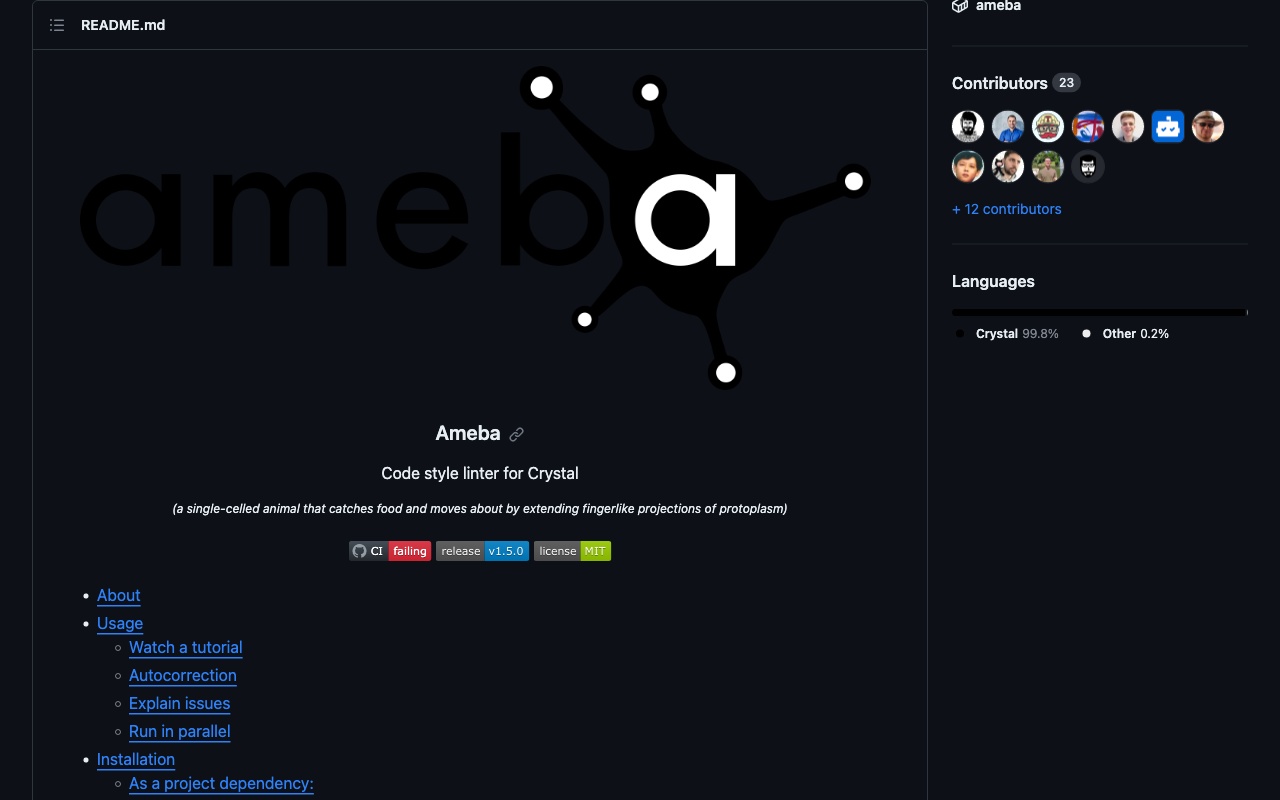 README.md
ameba
Ameba
Code style linter for Crystal
(a single-celled animal that catches food and moves about by extending fingerlike projections of protoplasm)
CI failing release v1.5.0 license MIT
About
Usage
Watch a tutorial
Autocorrection
Explain issues
Run in parallel
Installation
As a project dependency:
ameba
Contributors 23
+ 12 contributors
Languages
Crystal 99.8% Other 0.2%